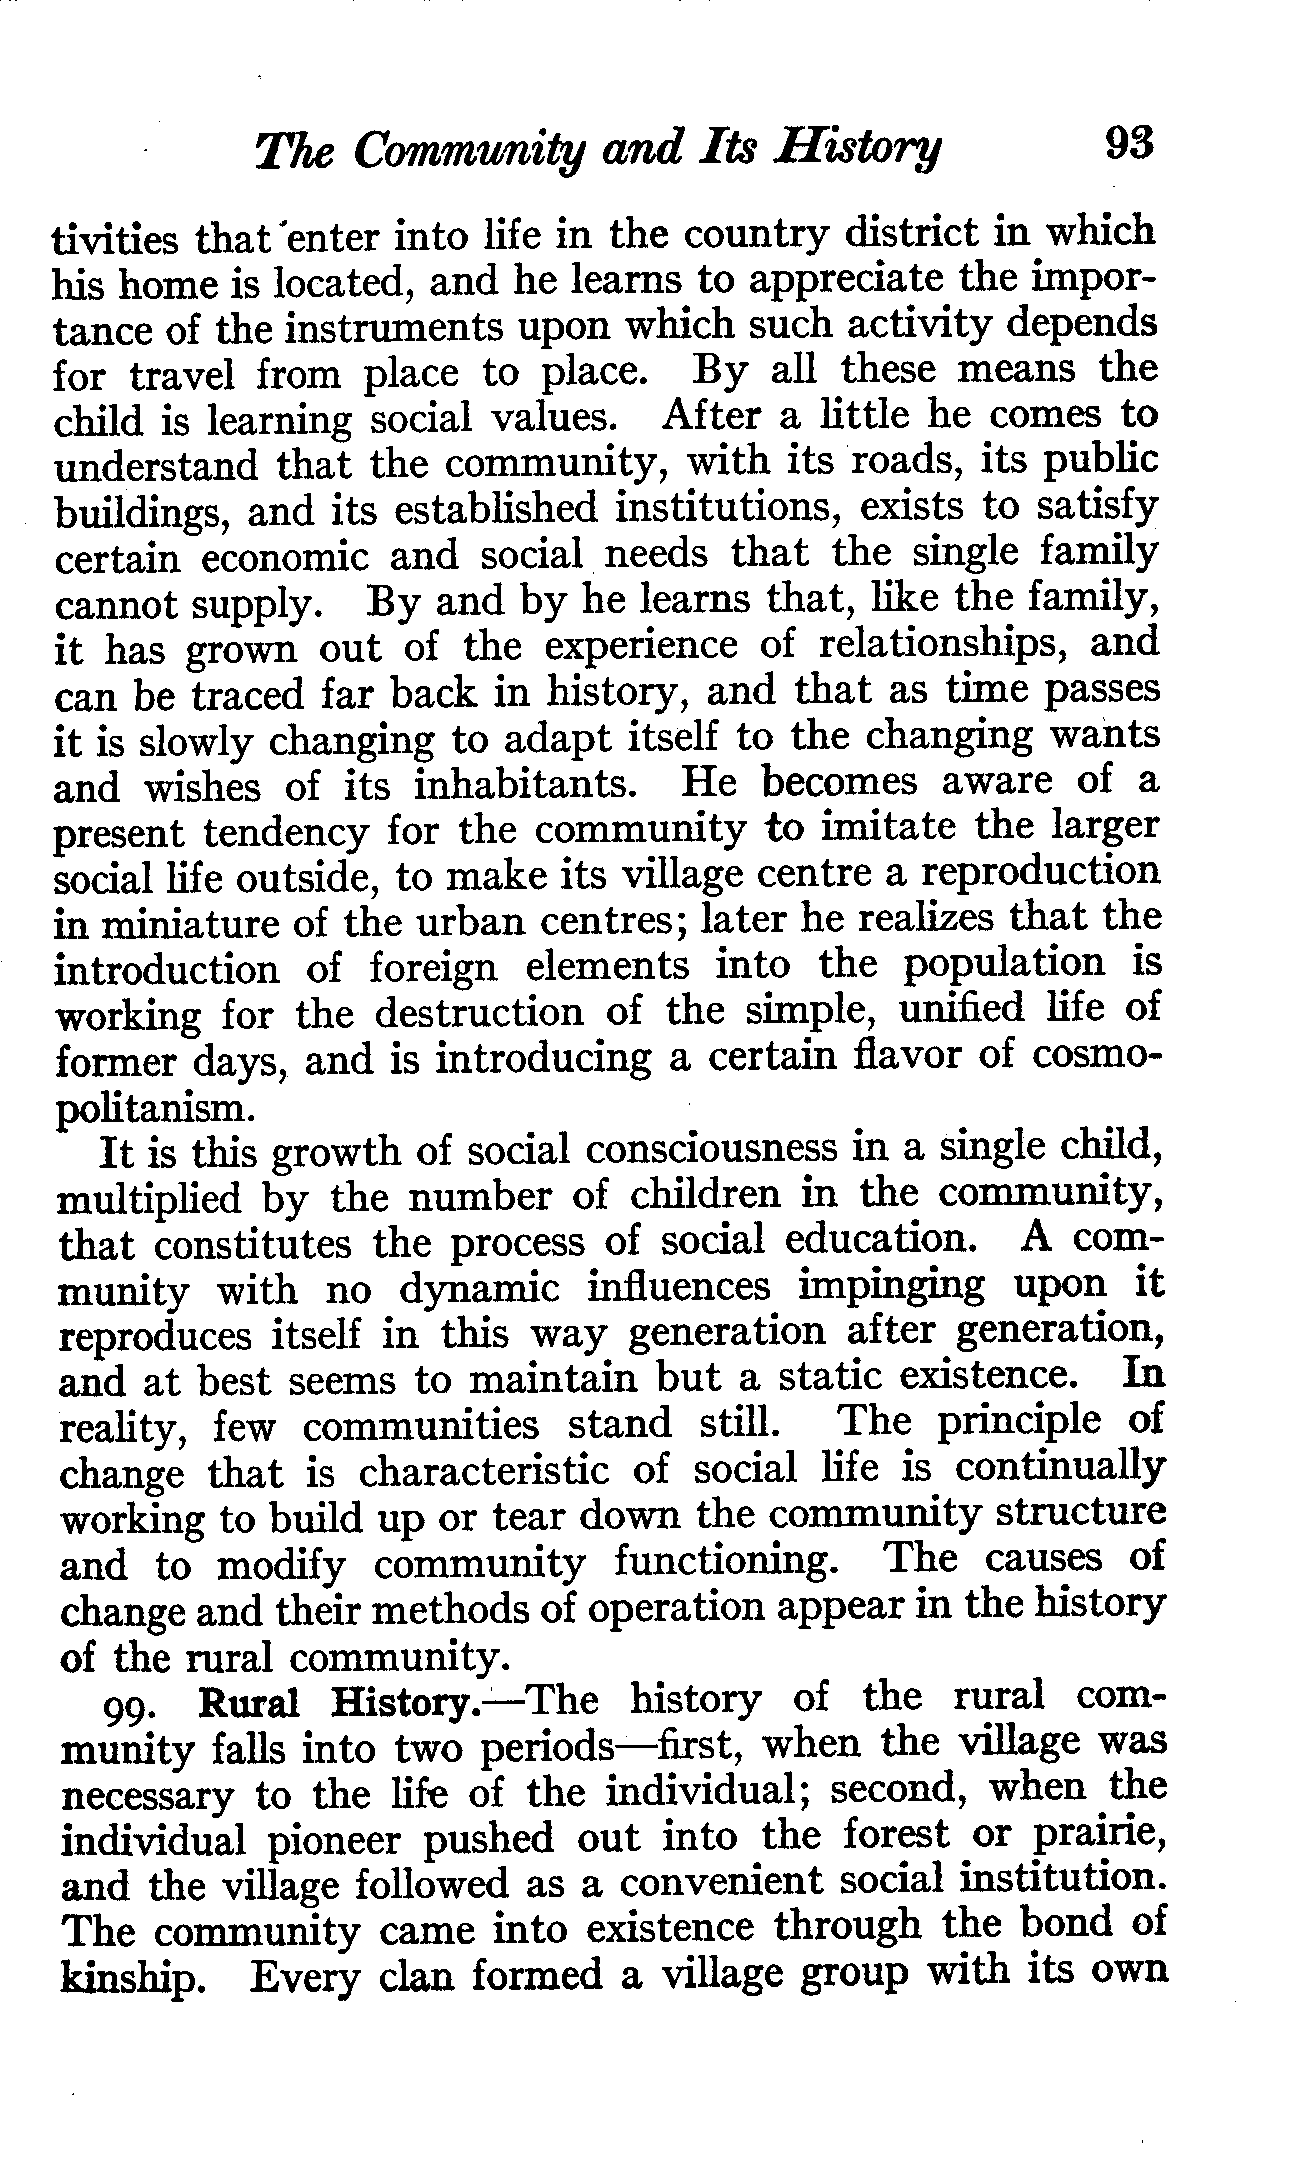 The Community and Its History 93
tivities that enter into life in the country district in which
his home is located, and he learns to appreciate the impor-
tance of the instruments upon which such activity depends
for travel from place to place. By all these means the
child is learning social values. After a little he comes to
understand that the community, with its roads, its public
buildings, and its established institutions, exists to satisfy
certain economic and social needs that the single family
cannot supply. By and by he learns that, like the family,
it has grown out of the experience of relationships, and
can be traced far back in history, and that as time passes
it is slowly changing to adapt itself to the changing wants
and wishes of its inhabitants. He becomes aware of a
present tendency for the community to imitate the larger
social life outside, to make its village centre a reproduction
in miniature of the urban centres; later he realizes that the
introduction of foreign elements into the population is
working for the destruction of the simple, unified life of
former days, and is introducing a certain flavor of cosmo-
politanism.
It is this growth of social consciousness in a single child,
multiplied by the number of children in the community,
that constitutes the process of social education. A com-
munity with no dynamic influences impinging upon it
reproduces itself in this way generation after generation,
and at best seems to maintain but a static existence. In
reality, few communities stand still. The principle of
change that is characteristic of social life is continually
working to build up or tear down the community structure
and to modify community functioning. The causes of
change and their methods of operation appear in the history
of the rural community.
99. Rural History.—The history of the rural com-
munity falls into two periods—first, when the village was
necessary to the life of the individual; second, when the
individual pioneer pushed out into the forest or prairie,
and the village followed as a convenient social institution.
The community came into existence through the bond of
kinship. Every clan formed a village group with its own